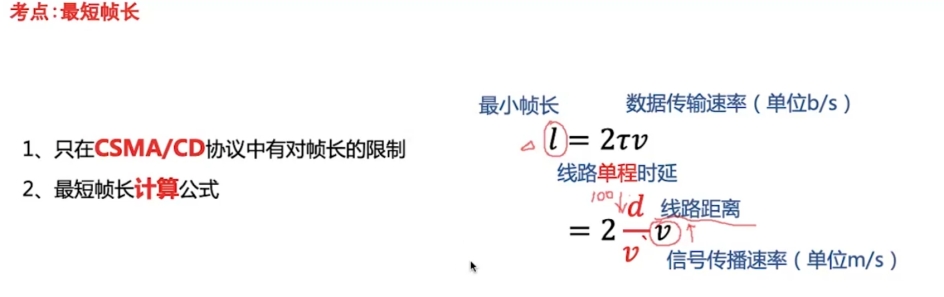 考点:最短帧长
最小帧长
数据传输速率（单位b/s）
1、只在CSMA/CD协议中有对帧长的限制
l = 2τv
线路单程时延
2、最短帧长计算公式
100
= 2 d/v v
线路距离
信号传播速率（单位m/s）